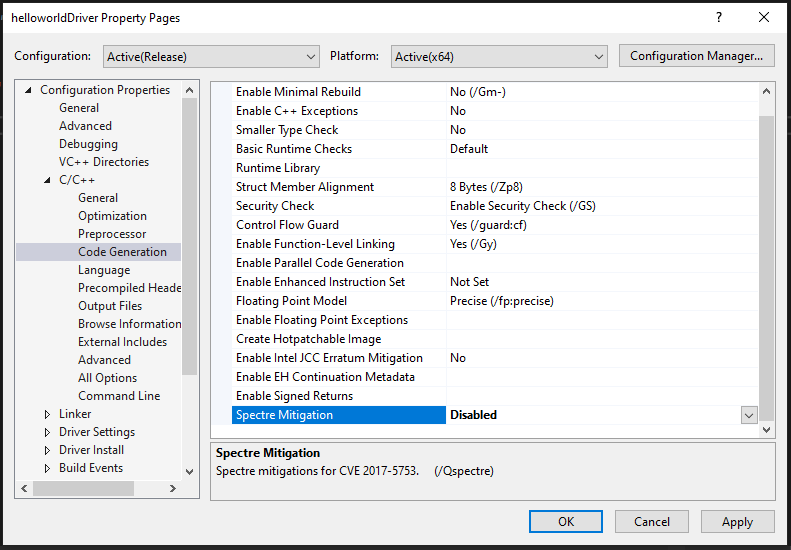 helloworldDriver Property Pages ? ×
Configuration: Active(Release) Platform: Active(x64) Configuration Manager...
Configuration Properties
General
Advanced
Debugging
VC++ Directories
C/C++
General
Optimization
Preprocessor
Code Generation
Language
Precompiled Heade
Output Files
Browse Information
External Includes
Advanced
All Options
Command Line
Linker
Driver Settings
Driver Install
Build Events
Enable Minimal Rebuild No (/Gm-)
Enable C++ Exceptions No
Smaller Type Check No
Basic Runtime Checks Default
Runtime Library
Struct Member Alignment 8 Bytes (/Zp8)
Security Check Enable Security Check (/GS)
Control Flow Guard Yes (/guard:cf)
Enable Function-Level Linking Yes (/Gy)
Enable Parallel Code Generation
Enable Enhanced Instruction Set Not Set
Floating Point Model Precise (/fp:precise)
Enable Floating Point Exceptions
Create Hotpatchable Image
Enable Intel JCC Erratum Mitigation No
Enable EH Continuation Metadata
Enable Signed Returns
Spectre Mitigation Disabled
Spectre Mitigation
Spectre mitigations for CVE 2017-5753. (/Qspectre)
OK Cancel Apply